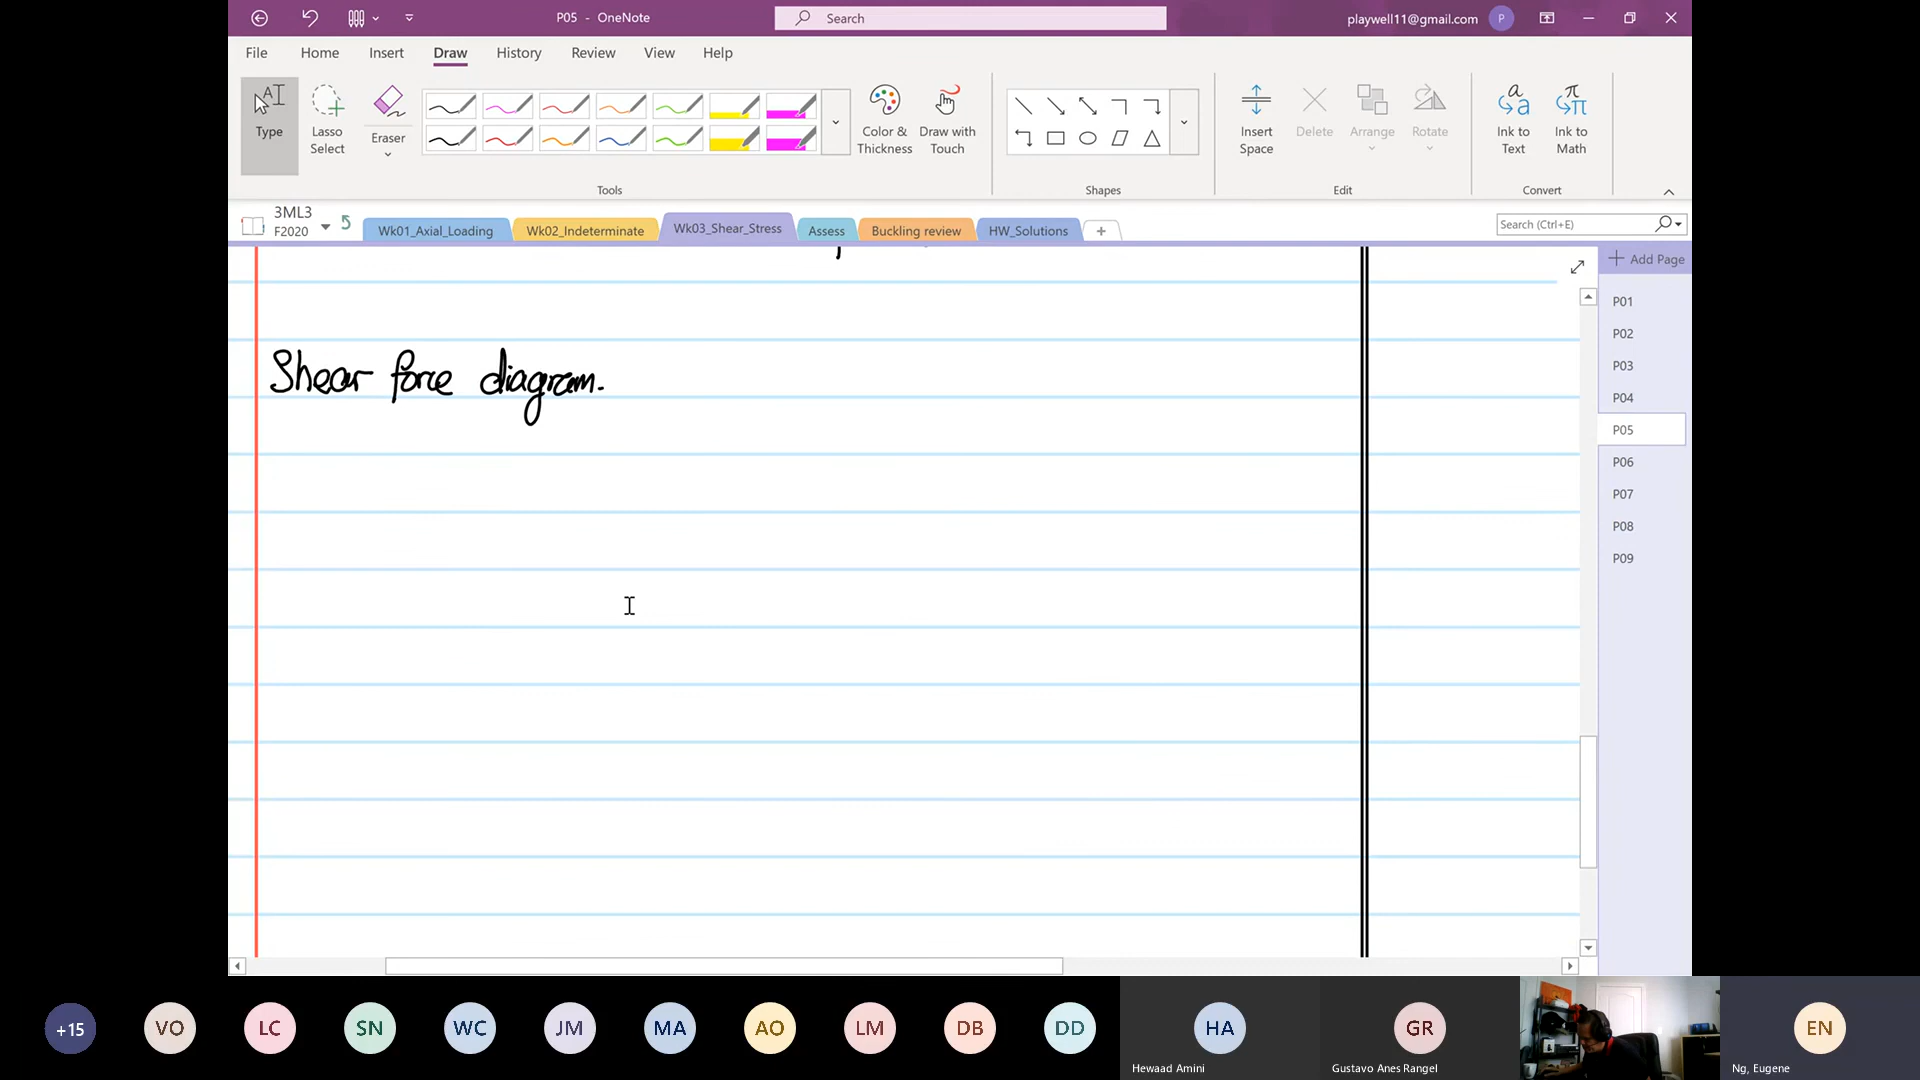 P05 - OneNote
Search
playwell11@gmail.com
P
File
Home
Insert
Draw
History
Review
View
Help
Type
Lasso
Select
Eraser
Color &
Thickness
Draw with
Touch
Insert
Space
Delete
Arrange
Rotate
Ink to
Text
Ink to
Math
Tools
Shapes
Edit
Convert
3ML3
F2020
Wk01_Axial_Loading
Wk02_Indeterminate
Wk03_Shear_Stress
Assess
Buckling review
HW_Solutions
Search (Ctrl+E)
Add Page
P01
P02
P03
P04
P05
P06
P07
P08
P09
Shear force diagram.
+15
VO
LC
SN
WC
JM
MA
AO
LM
DB
DD
HA
GR
EN
Hewaad Amini
Gustavo Anes Rangel
Ng, Eugene